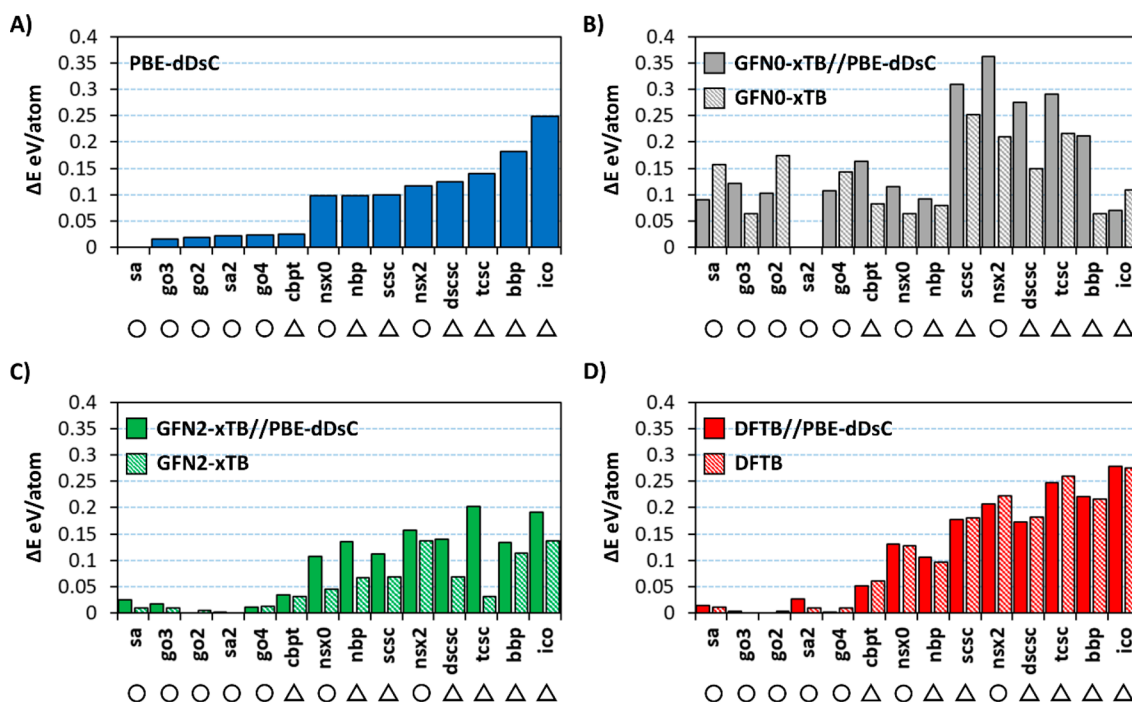 A)
PBE-dDsC
ΔE eV/atom
0.4
0.35
0.3
0.25
0.2
0.15
0.1
0.05
0
sa
go3
go2
sa2
go4
cbpt
nsx0
nbp
scsc
nsx2
dscsc
tcsc
bbp
ico
B)
GFN0-xTB//PBE-dDsC
GFN0-xTB
ΔE eV/atom
0.4
0.35
0.3
0.25
0.2
0.15
0.1
0.05
0
sa
go3
go2
sa2
go4
cbpt
nsx0
nbp
scsc
nsx2
dscsc
tcsc
bbp
ico
C)
GFN2-xTB//PBE-dDsC
GFN2-xTB
ΔE eV/atom
0.4
0.35
0.3
0.25
0.2
0.15
0.1
0.05
0
sa
go3
go2
sa2
go4
cbpt
nsx0
nbp
scsc
nsx2
dscsc
tcsc
bbp
ico
D)
DFTB//PBE-dDsC
DFTB
ΔE eV/atom
0.4
0.35
0.3
0.25
0.2
0.15
0.1
0.05
0
sa
go3
go2
sa2
go4
cbpt
nsx0
nbp
scsc
nsx2
dscsc
tcsc
bbp
ico